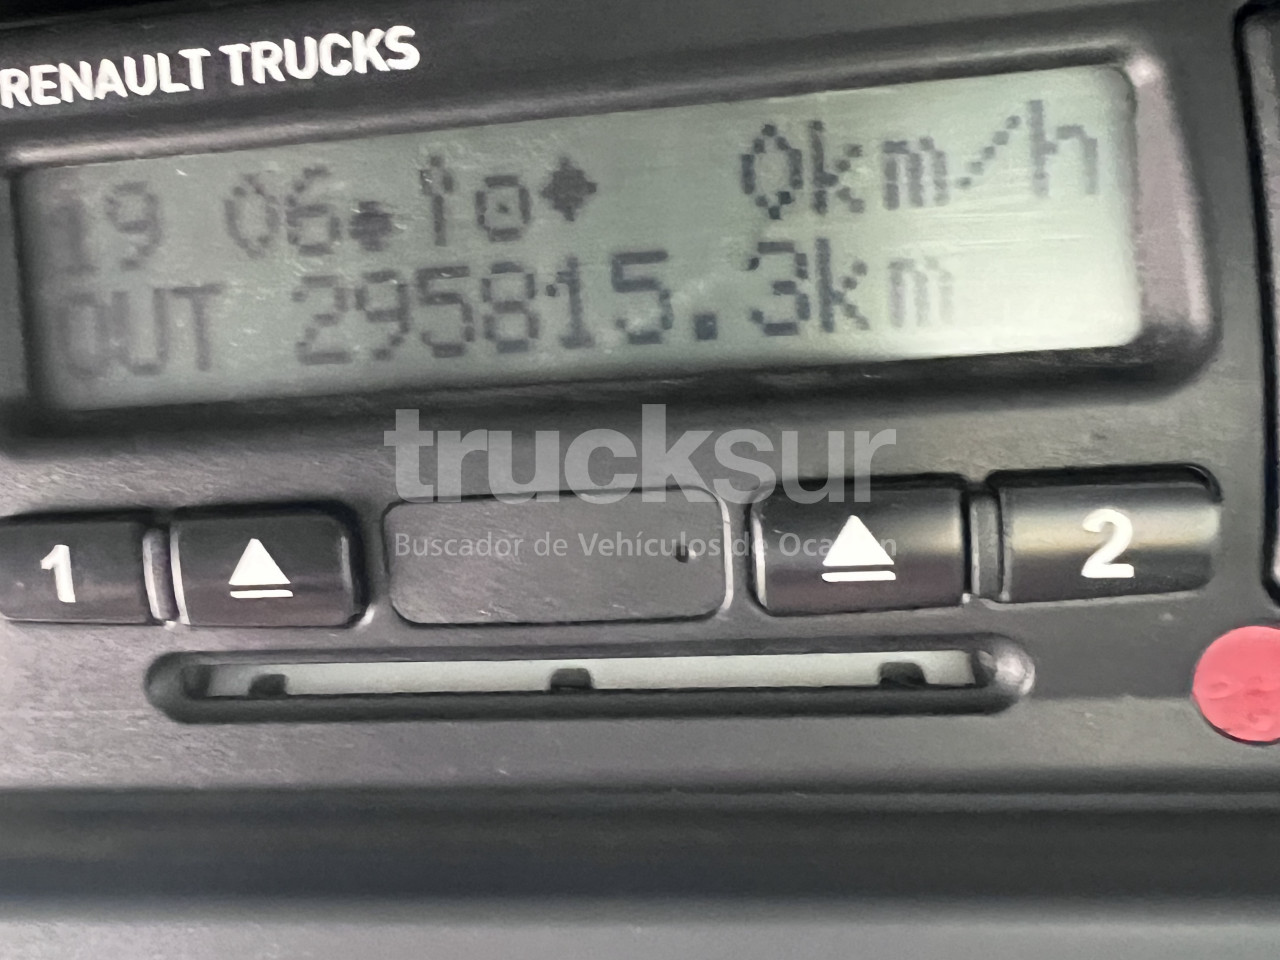 RENAULT TRUCKS
19 06 0km/h
OUT 295815.3km
trucksur
Buscador de Vehículos de Ocasión
1 2